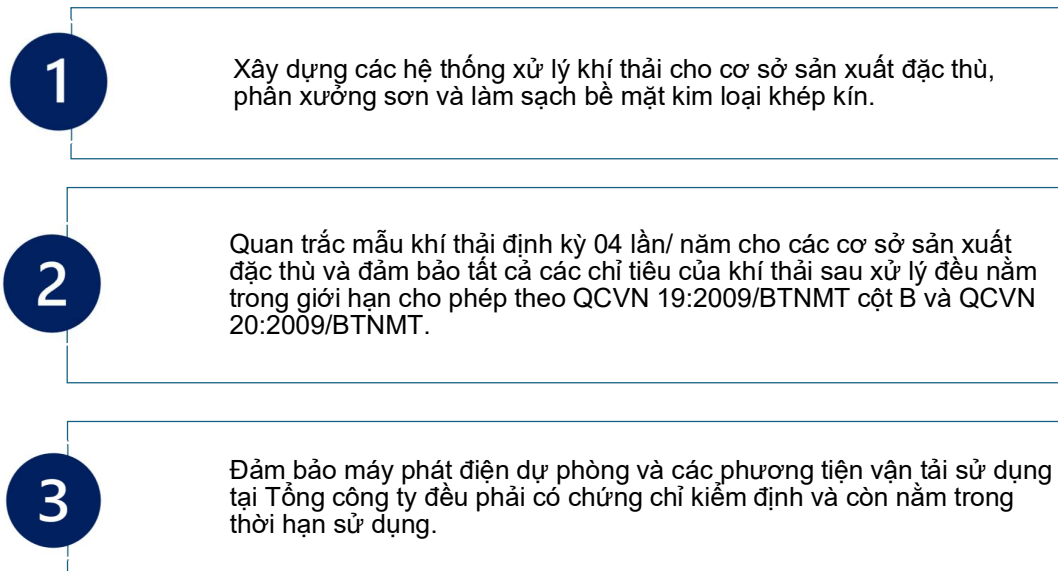 1
Xây dựng các hệ thống xử lý khí thải cho cơ sở sản xuất đặc thù,
phân xưởng sơn và làm sạch bề mặt kim loại khép kín.
2
Quan trắc mẫu khí thải định kỳ 04 lần/ năm cho các cơ sở sản xuất
đặc thù và đảm bảo tất cả các chỉ tiêu của khí thải sau xử lý đều nằm
trong giới hạn cho phép theo QCVN 19:2009/BTNMT cột B và QCVN
20:2009/BTNMT.
3
Đảm bảo máy phát điện dự phòng và các phương tiện vận tải sử dụng
tại Tổng công ty đều phải có chứng chỉ kiểm định và còn nằm trong
thời hạn sử dụng.